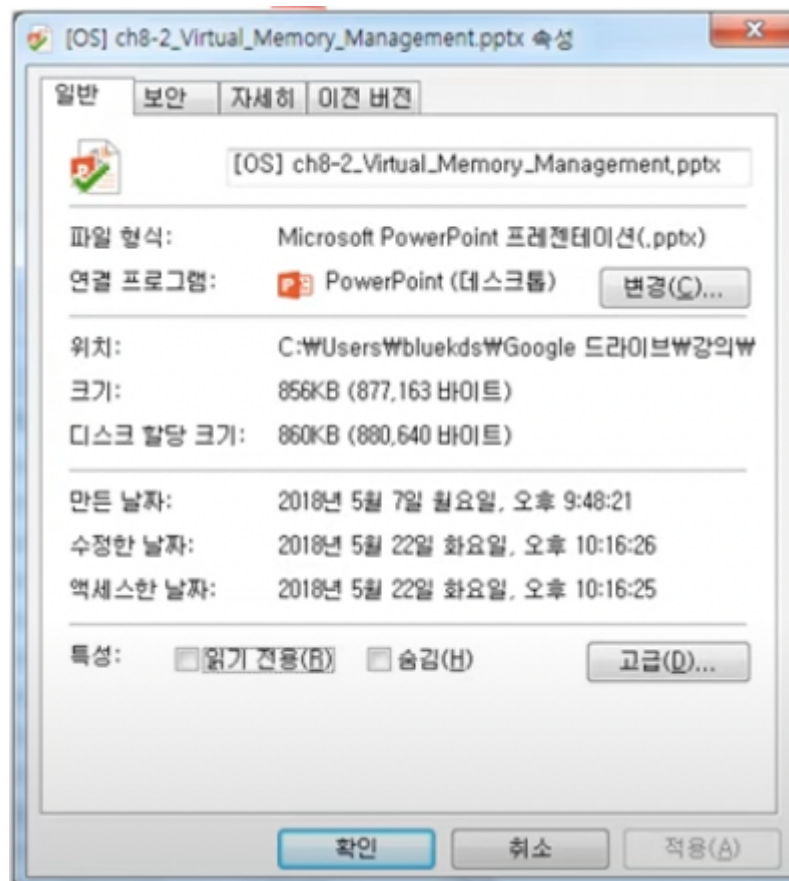 [OS] ch8-2_Virtual_Memory_Management.pptx 속성
일반 보안 자세히 이전 버전
[OS] ch8-2_Virtual_Memory_Management.pptx
파일 형식: Microsoft PowerPoint 프레젠테이션(.pptx)
연결 프로그램: PowerPoint (데스크톱) 변경(C)...
위치: C:₩Users₩bluekds₩Google 드라이브₩강의₩
크기: 856KB (877,163 바이트)
디스크 할당 크기: 860KB (880,640 바이트)
만든 날짜: 2018년 5월 7일 월요일, 오후 9:48:21
수정한 날짜: 2018년 5월 22일 화요일, 오후 10:16:26
액세스한 날짜: 2018년 5월 22일 화요일, 오후 10:16:25
특성: 읽기 전용(R) 숨김(H) 고급(D)...
확인 취소 적용(A)